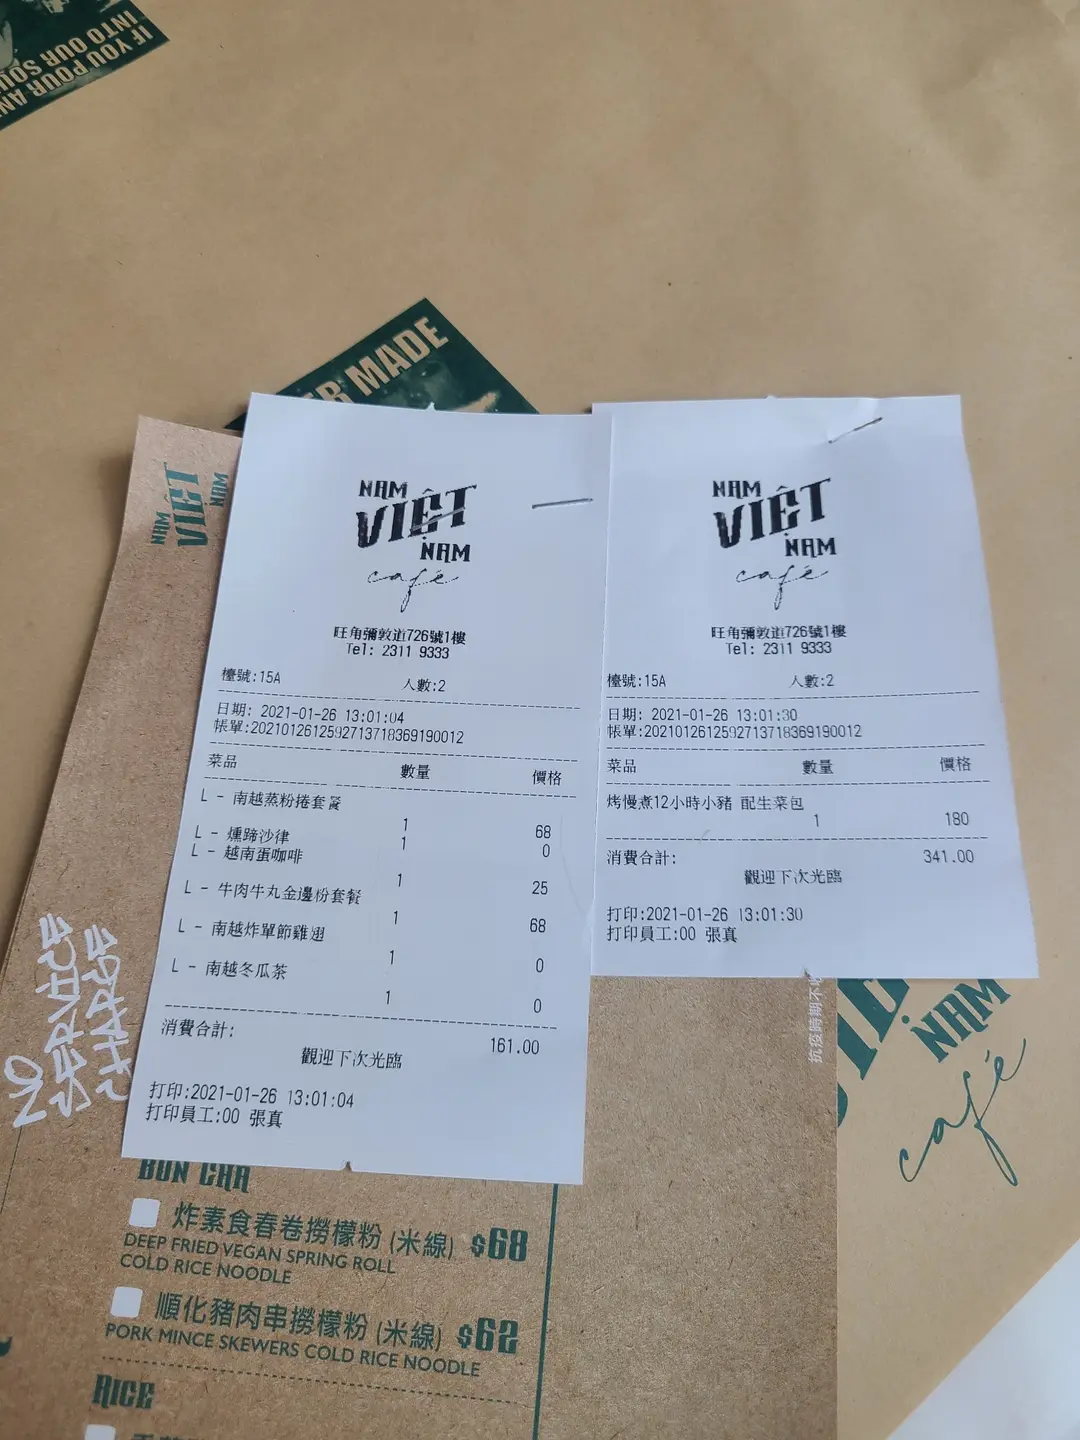 IF YOU POUR AN
INTO OUR SOU
ER MADE
NAM
VIỆT
NAM
NAM
VIỆT
NAM
café
旺角彌敦道726號1樓
Tel: 2311 9333
檯號:15A 人數:2
日期: 2021-01-26 13:01:04
帳單:2021012612592713718369190012
菜品 數量 價格
L - 南越蒸粉捲套餐
1 68
L - 燻蹄沙律
1 0
L - 越南蛋咖啡
1 25
L - 牛肉牛丸金邊粉套餐
1 68
L - 南越炸單節雞翅
1 0
L - 南越冬瓜茶
1 0
消費合計: 161.00
觀迎下次光臨
打印:2021-01-26 13:01:04
打印員工:00 張真
NAM
VIỆT
NAM
café
旺角彌敦道726號1樓
Tel: 2311 9333
檯號:15A 人數:2
日期: 2021-01-26 13:01:30
帳單:2021012612592713718369190012
菜品 數量 價格
烤慢煮12小時小豬 配生菜包
1 180
消費合計: 341.00
觀迎下次光臨
打印:2021-01-26 13:01:30
打印員工:00 張真
NO
SERVICE
CHARGE
抗疫時期不收
NAM
café
BUN CHA
炸素食春卷撈檬粉 (米線) $68
DEEP FRIED VEGAN SPRING ROLL
COLD RICE NOODLE
順化豬肉串撈檬粉 (米線) $62
PORK MINCE SKEWERS COLD RICE NOODLE
RICE